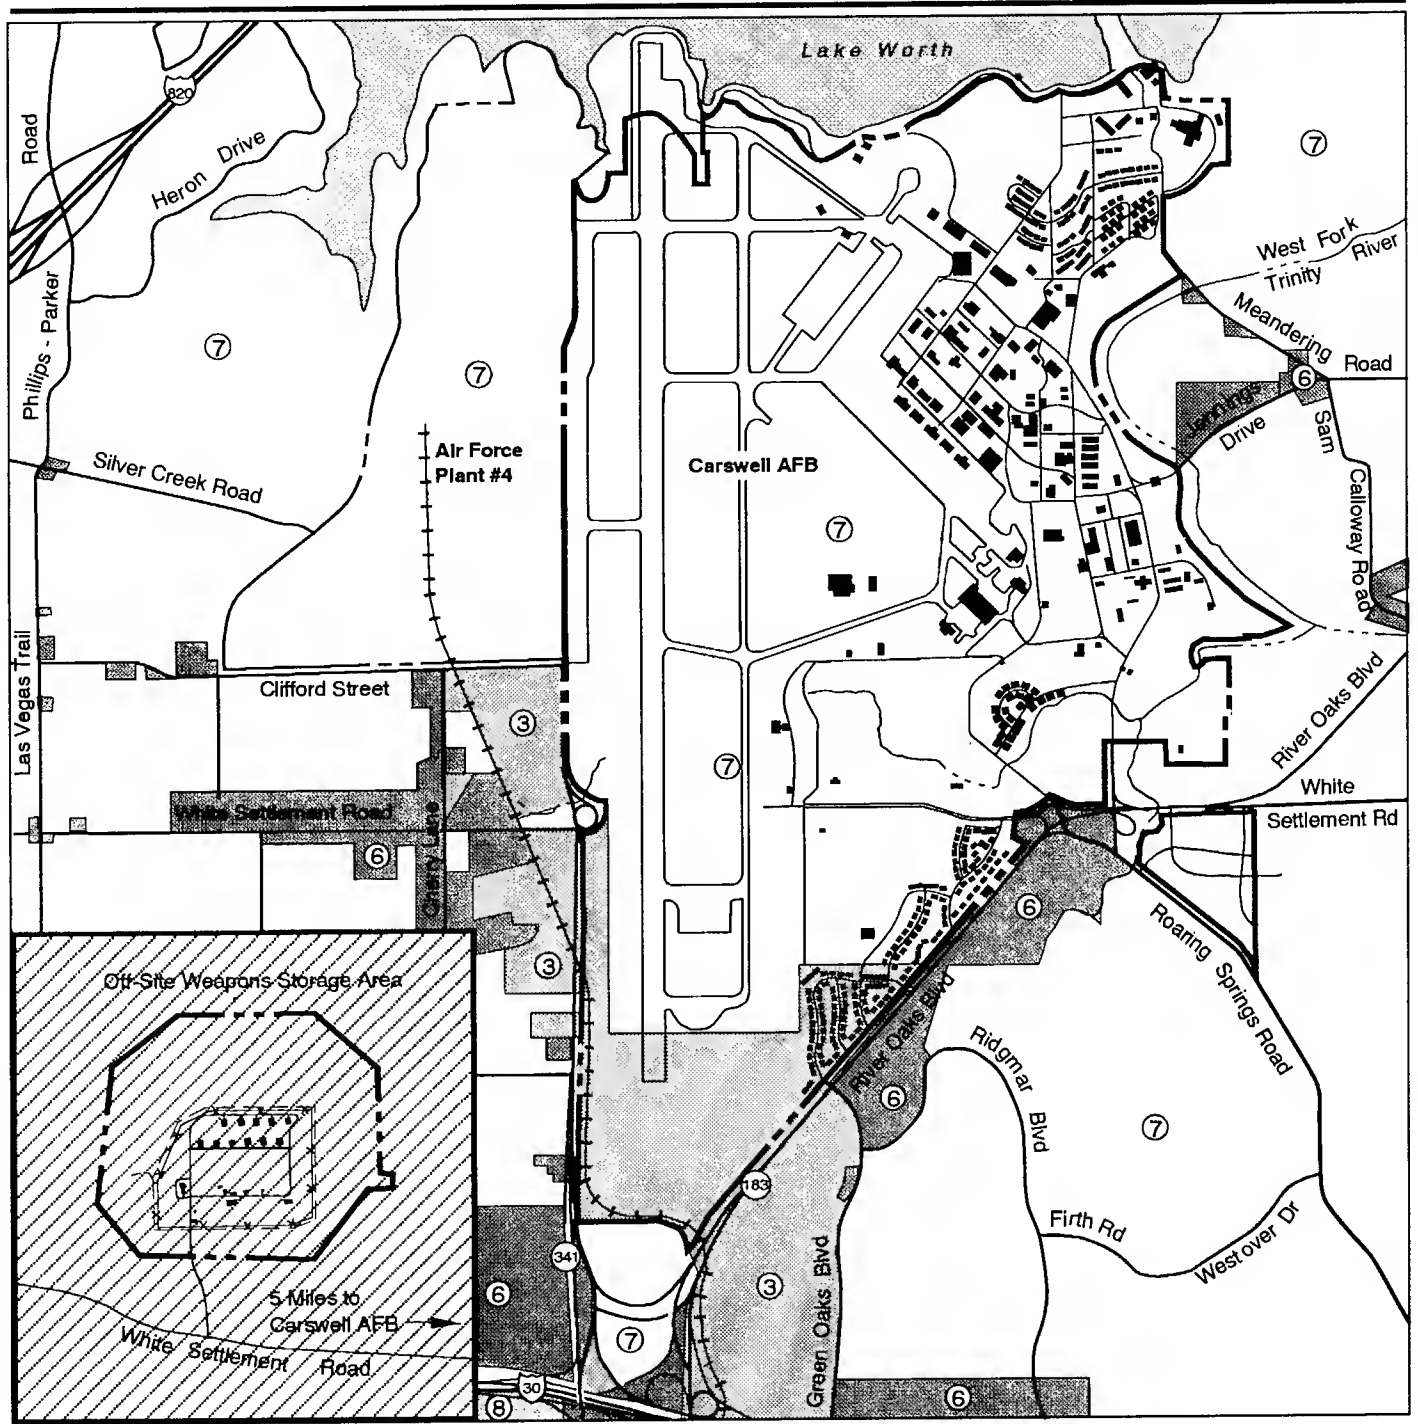 Lake Worth
820
Road
Heron Drive
7
West Fork
Trinity River
Phillips - Parker
Meandering
Road
7
7
6
Jennings
Drive
Sam
Calloway Road
Air Force
Plant #4
Carswell AFB
Silver Creek Road
7
Las Vegas Trail
Clifford Street
3
7
River Oaks Blvd
White
Settlement Rd
White Settlement Road
Cherry Lane
6
6
Roaring Springs Road
3
Off-Site Weapons Storage Area
River Oaks Blvd
Ridgmar Blvd
6
7
183
Firth Rd
Westover Dr
341
3
Green Oaks Blvd
6
5 Miles to
Carswell AFB
White Settlement Road
7
30
6
8